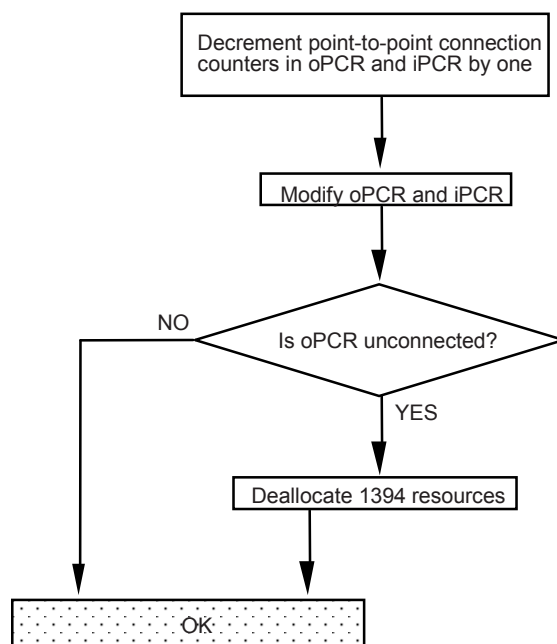 Decrement point-to-point connection
counters in oPCR and iPCR by one
Modify oPCR and iPCR
NO
Is oPCR unconnected?
YES
Deallocate 1394 resources
OK